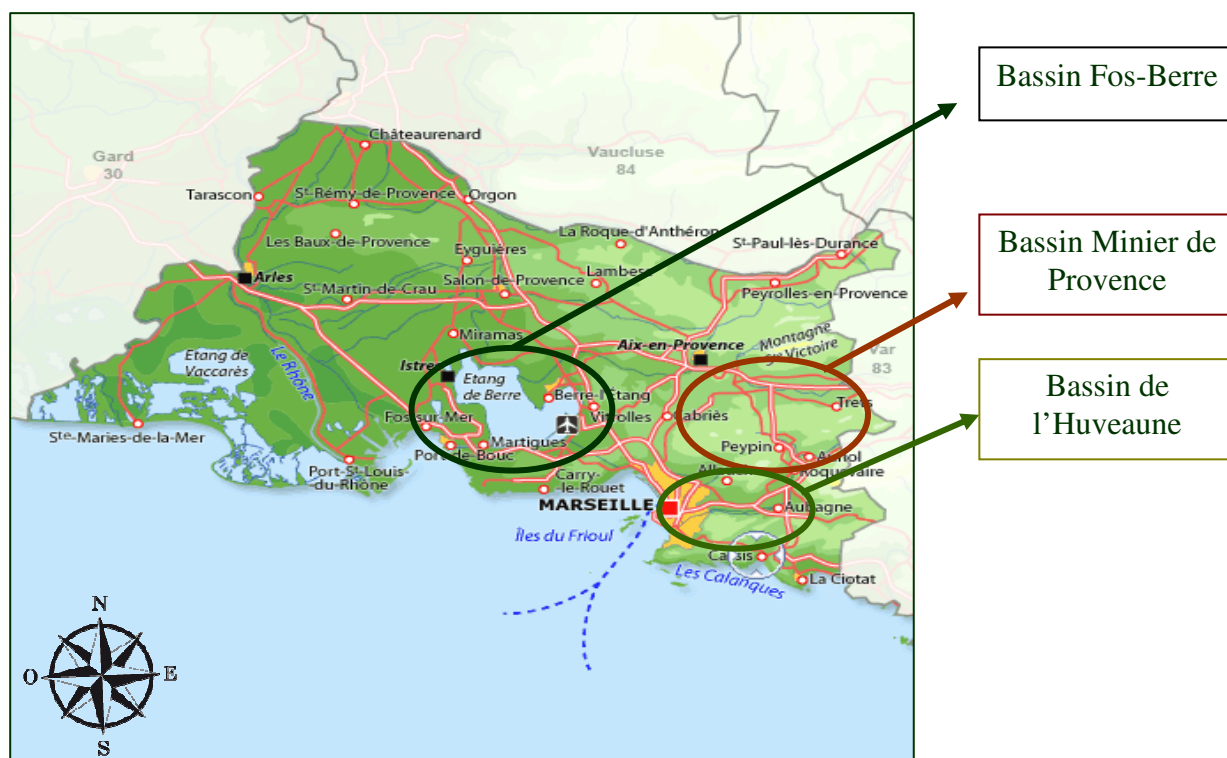 Bassin Fos-Berre
Bassin Minier de
Provence
Bassin de
l’Huveaune
Gard
30
Vaucluse
84
Var
83
Châteaurenard
Tarascon
St-Rémy-de-Provence
Orgon
Les Baux-de-Provence
Eyguières
La Roque-d'Anthéron
St-Paul-lès-Durance
Arles
St-Martin-de-Crau
Salon-de-Provence
Lambesc
Peyrolles-en-Provence
Miramas
Aix-en-Provence
Montagne
Ste Victoire
Etang de
Vaccarès
Le Rhône
Istres
Etang
de Berre
Berre-l'Étang
Vitrolles
Cabriès
Trets
Fos-sur-Mer
Martigues
Port-de-Bouc
Peypin
Auriol
Roquevaire
Allauch
Ste-Maries-de-la-Mer
Port-St-Louis-
du-Rhône
Carry-
le-Rouet
MARSEILLE
Aubagne
Îles du Frioul
Cassis
Les Calanques
La Ciotat
N
O
E
S